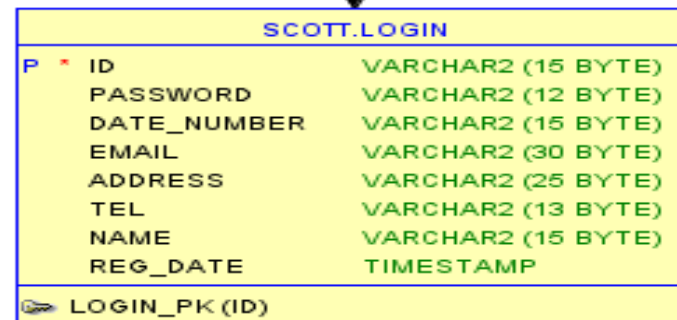 SCOTT.LOGIN
P * ID VARCHAR2 (15 BYTE)
PASSWORD VARCHAR2 (12 BYTE)
DATE_NUMBER VARCHAR2 (15 BYTE)
EMAIL VARCHAR2 (30 BYTE)
ADDRESS VARCHAR2 (25 BYTE)
TEL VARCHAR2 (13 BYTE)
NAME VARCHAR2 (15 BYTE)
REG_DATE TIMESTAMP
LOGIN_PK (ID)